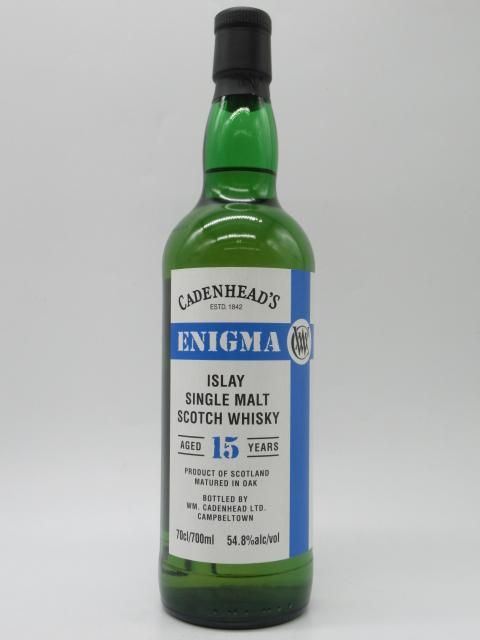 CADENHEAD'S
ESTD. 1842
ENIGMA
ISLAY
SINGLE MALT
SCOTCH WHISKY
AGED 15 YEARS
PRODUCT OF SCOTLAND
MATURED IN OAK
BOTTLED BY
WM. CADENHEAD LTD.
CAMPBELTOWN
70cl/700ml 54.8%alc/vol